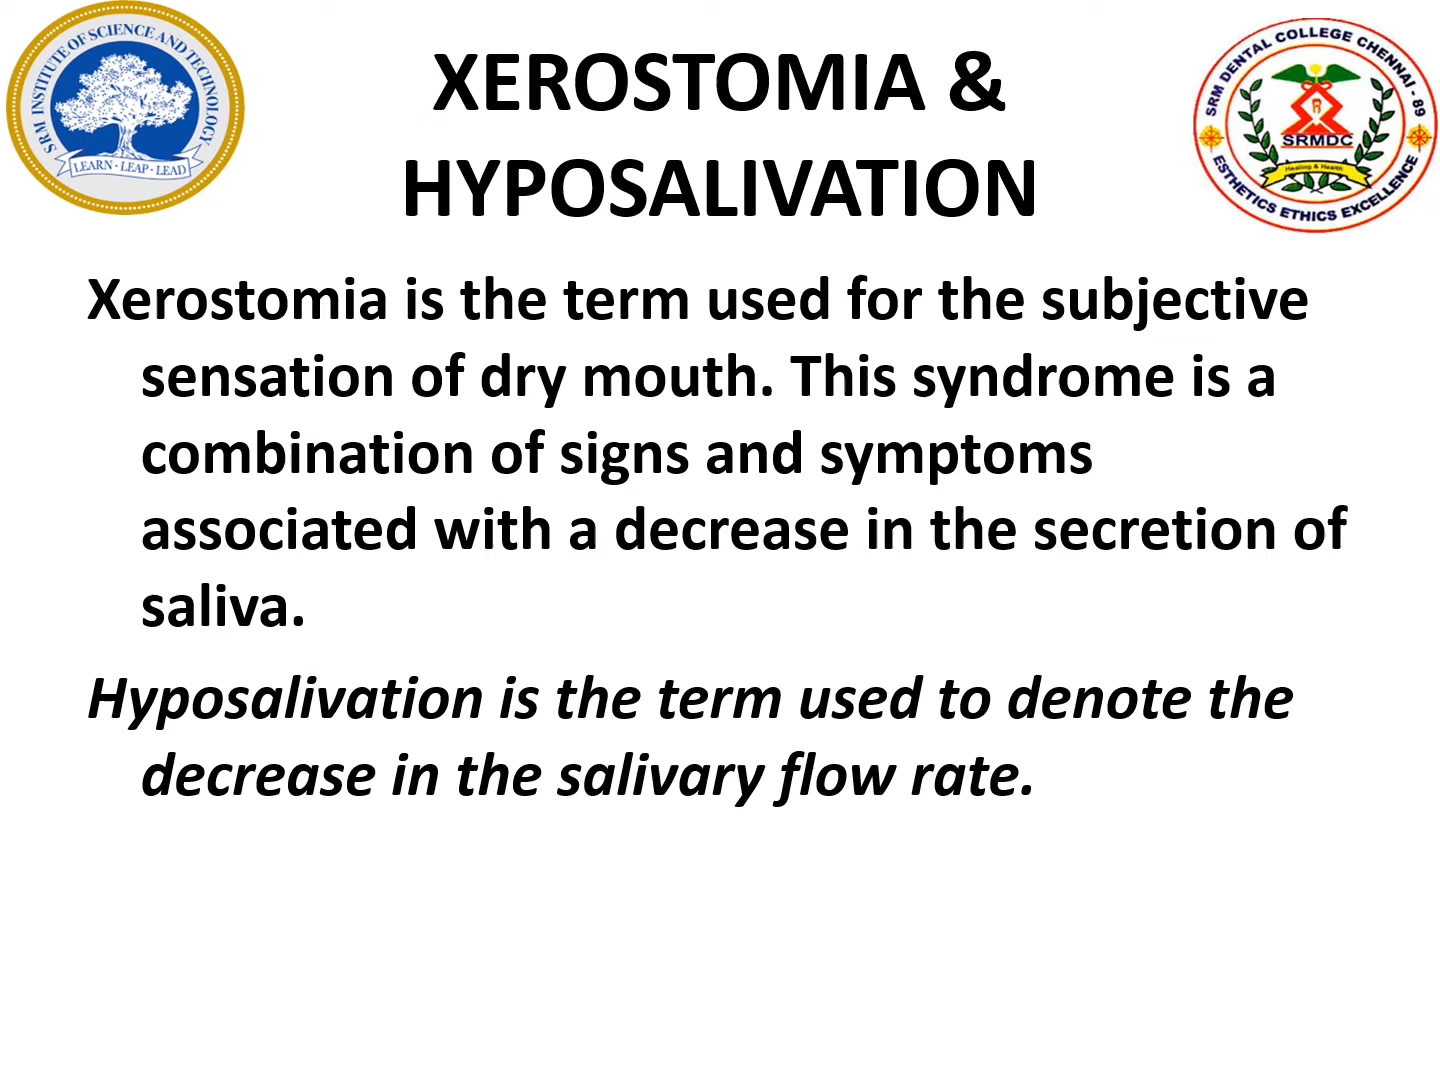 SRM INSTITUTE OF SCIENCE AND TECHNOLOGY
LEARN · LEAP · LEAD
XEROSTOMIA &
HYPOSALIVATION
SRM DENTAL COLLEGE CHENNAI - 89
SRMDC
Healing & Health
ESTHETICS ETHICS EXCELLENCE
Xerostomia is the term used for the subjective
sensation of dry mouth. This syndrome is a
combination of signs and symptoms
associated with a decrease in the secretion of
saliva.
Hyposalivation is the term used to denote the
decrease in the salivary flow rate.